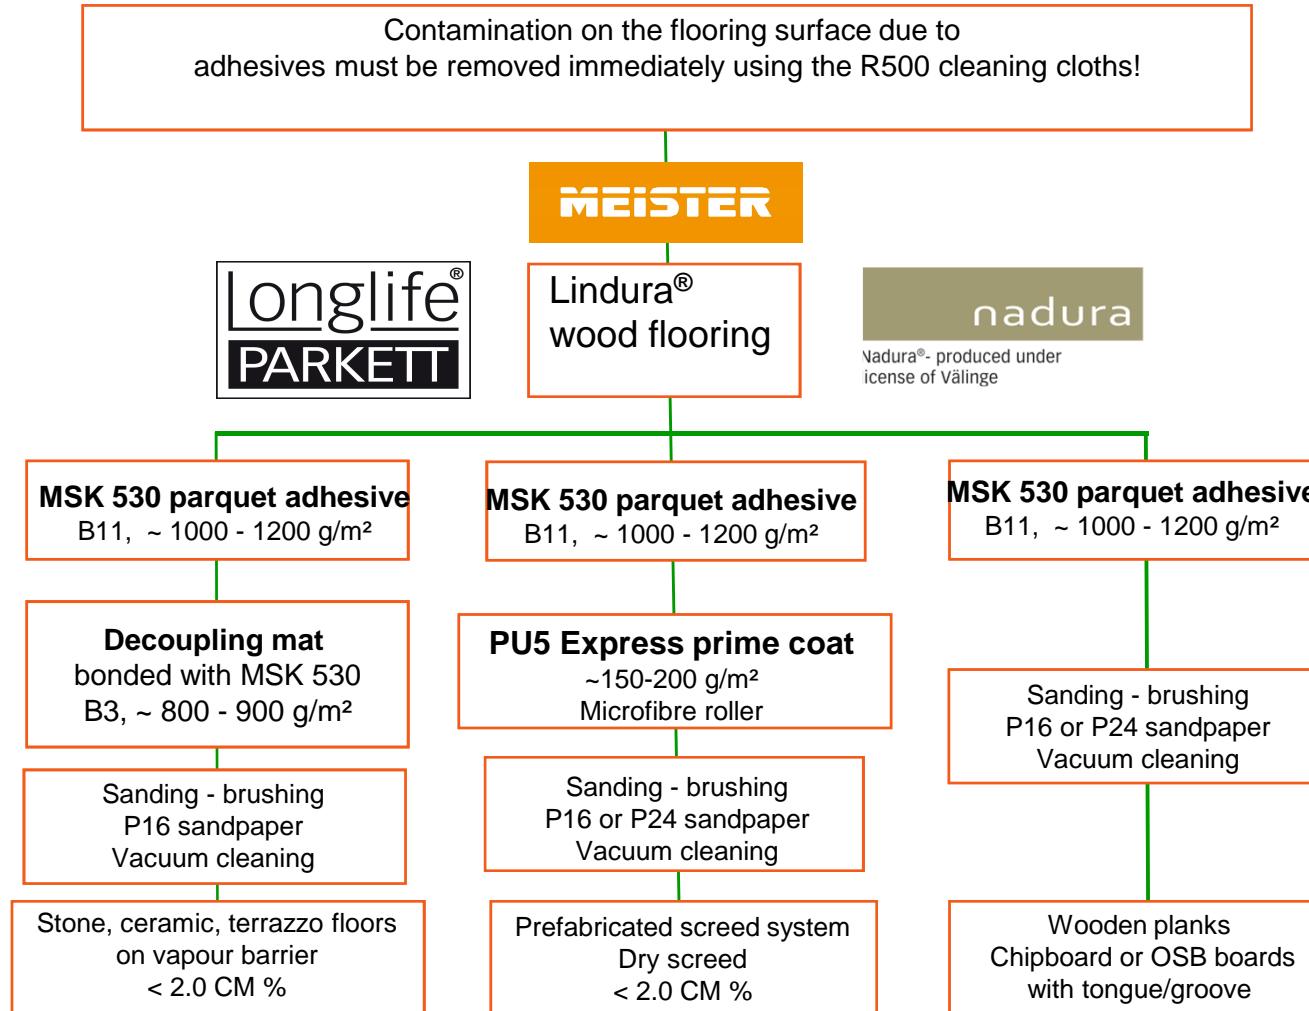 Contamination on the flooring surface due to
adhesives must be removed immediately using the R500 cleaning cloths!
MEISTER
Longlife®
PARKETT
Lindura®
wood flooring
nadura
Nadura®- produced under
icense of Välinge
MSK 530 parquet adhesive
B11, ~ 1000 - 1200 g/m²
MSK 530 parquet adhesive
B11, ~ 1000 - 1200 g/m²
MSK 530 parquet adhesive
B11, ~ 1000 - 1200 g/m²
Decoupling mat
bonded with MSK 530
B3, ~ 800 - 900 g/m²
PU5 Express prime coat
~150-200 g/m²
Microfibre roller
Sanding - brushing
P16 or P24 sandpaper
Vacuum cleaning
Sanding - brushing
P16 sandpaper
Vacuum cleaning
Sanding - brushing
P16 or P24 sandpaper
Vacuum cleaning
Stone, ceramic, terrazzo floors
on vapour barrier
< 2.0 CM %
Prefabricated screed system
Dry screed
< 2.0 CM %
Wooden planks
Chipboard or OSB boards
with tongue/groove